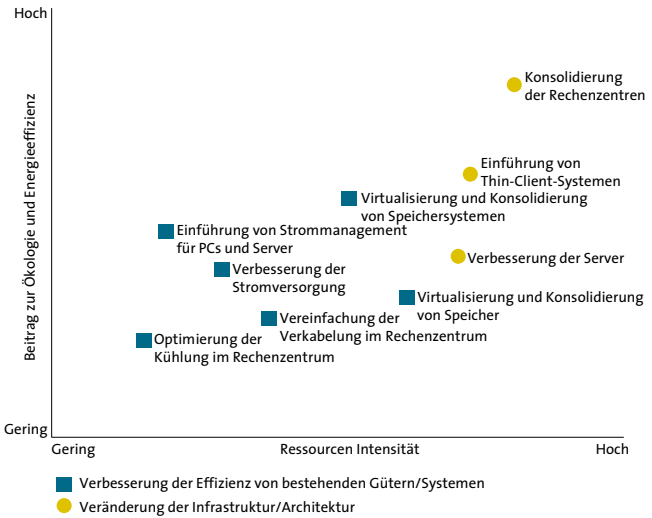 Hoch
Beitrag zur Ökologie und Energieeffizienz
Konsolidierung
der Rechenzentren
Einführung von
Thin-Client-Systemen
Virtualisierung und Konsolidierung
von Speichersystemen
Einführung von Strommanagement
für PCs und Server
Verbesserung der Server
Verbesserung der
Stromversorgung
Virtualisierung und Konsolidierung
von Speicher
Vereinfachung der
Verkabelung im Rechenzentrum
Optimierung der
Kühlung im Rechenzentrum
Gering
Gering
Ressourcen Intensität
Hoch
Verbesserung der Effizienz von bestehenden Gütern/Systemen
Veränderung der Infrastruktur/Architektur